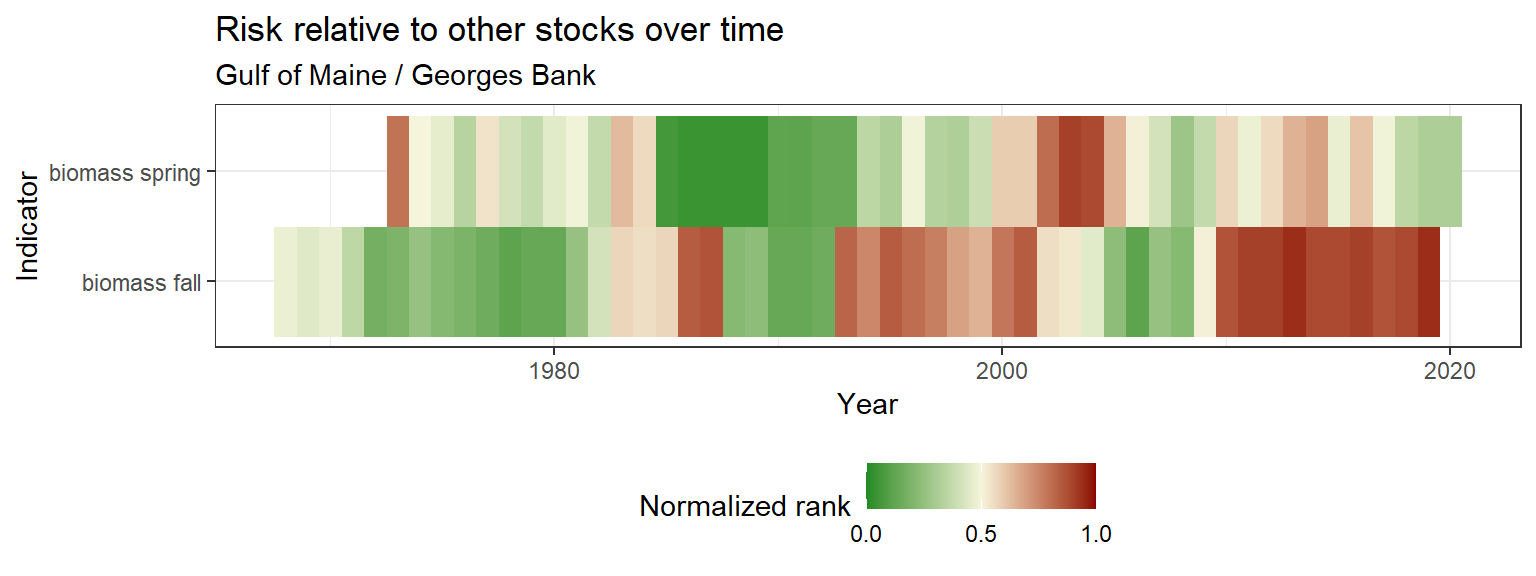 Risk relative to other stocks over time
Gulf of Maine / Georges Bank
Indicator
biomass spring
biomass fall
1980 2000 2020
Year
Normalized rank
0.0 0.5 1.0